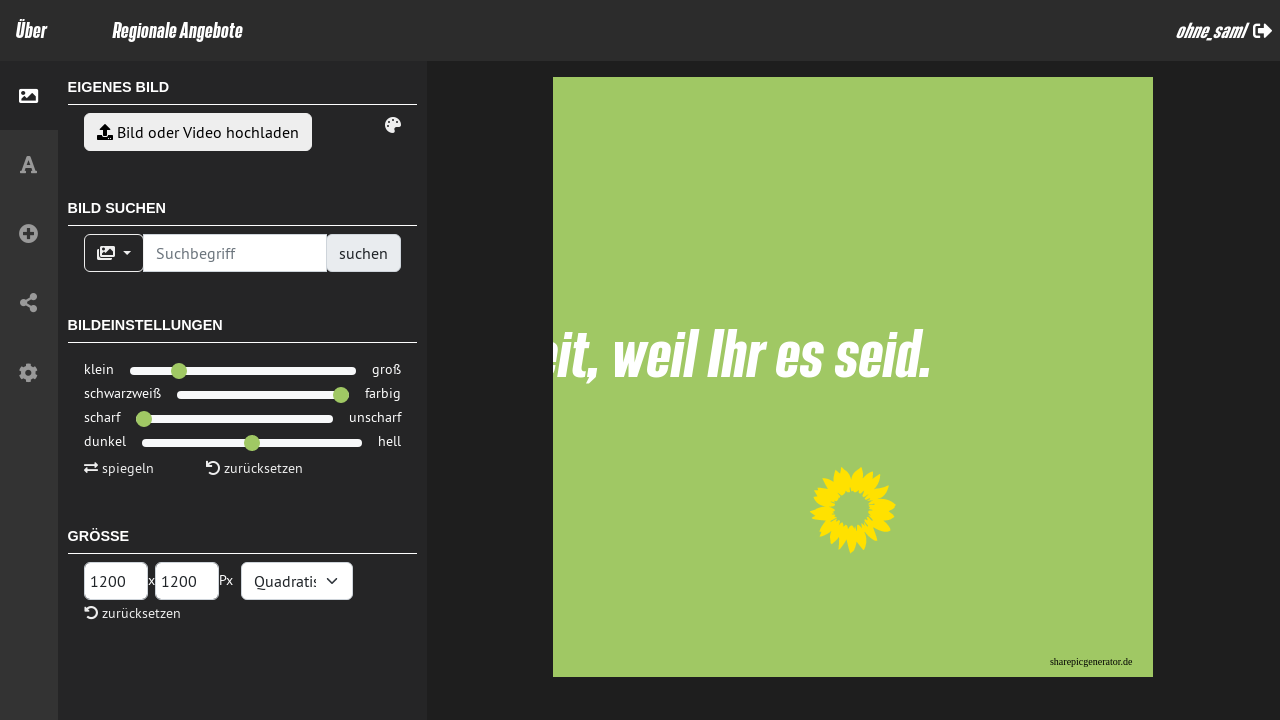 Über
Regionale Angebote
ohne_saml
EIGENES BILD
Bild oder Video hochladen
BILD SUCHEN
Suchbegriff
suchen
BILDEINSTELLUNGEN
klein
groß
schwarzweiß
farbig
scharf
unscharf
dunkel
hell
spiegeln
zurücksetzen
GRÖSSE
1200
x
1200
Px
Quadratis
zurücksetzen
eit, weil Ihr es seid.
sharepicgenerator.de